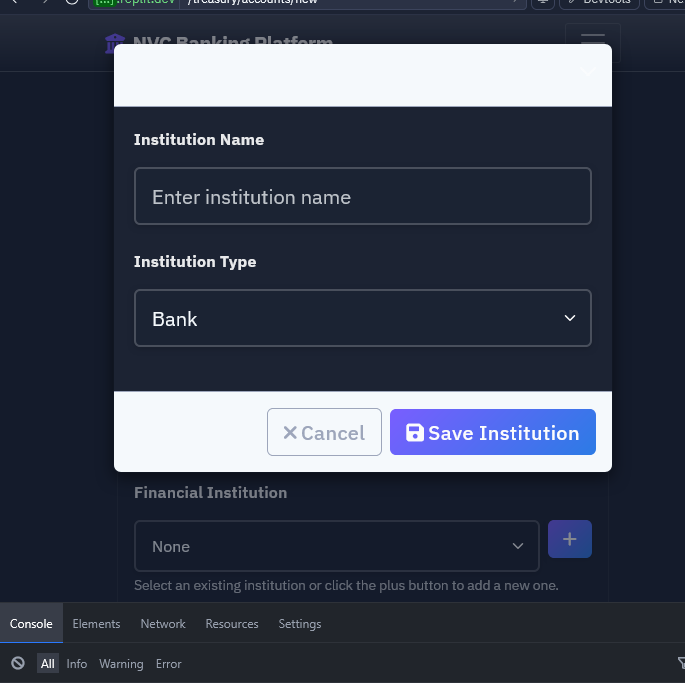 [...].replit.dev /treasury/accounts/new Devtools
NVC Banking Platform
Institution Name
Enter institution name
Institution Type
Bank
Cancel Save Institution
Financial Institution
None
Select an existing institution or click the plus button to add a new one.
Console Elements Network Resources Settings
All Info Warning Error